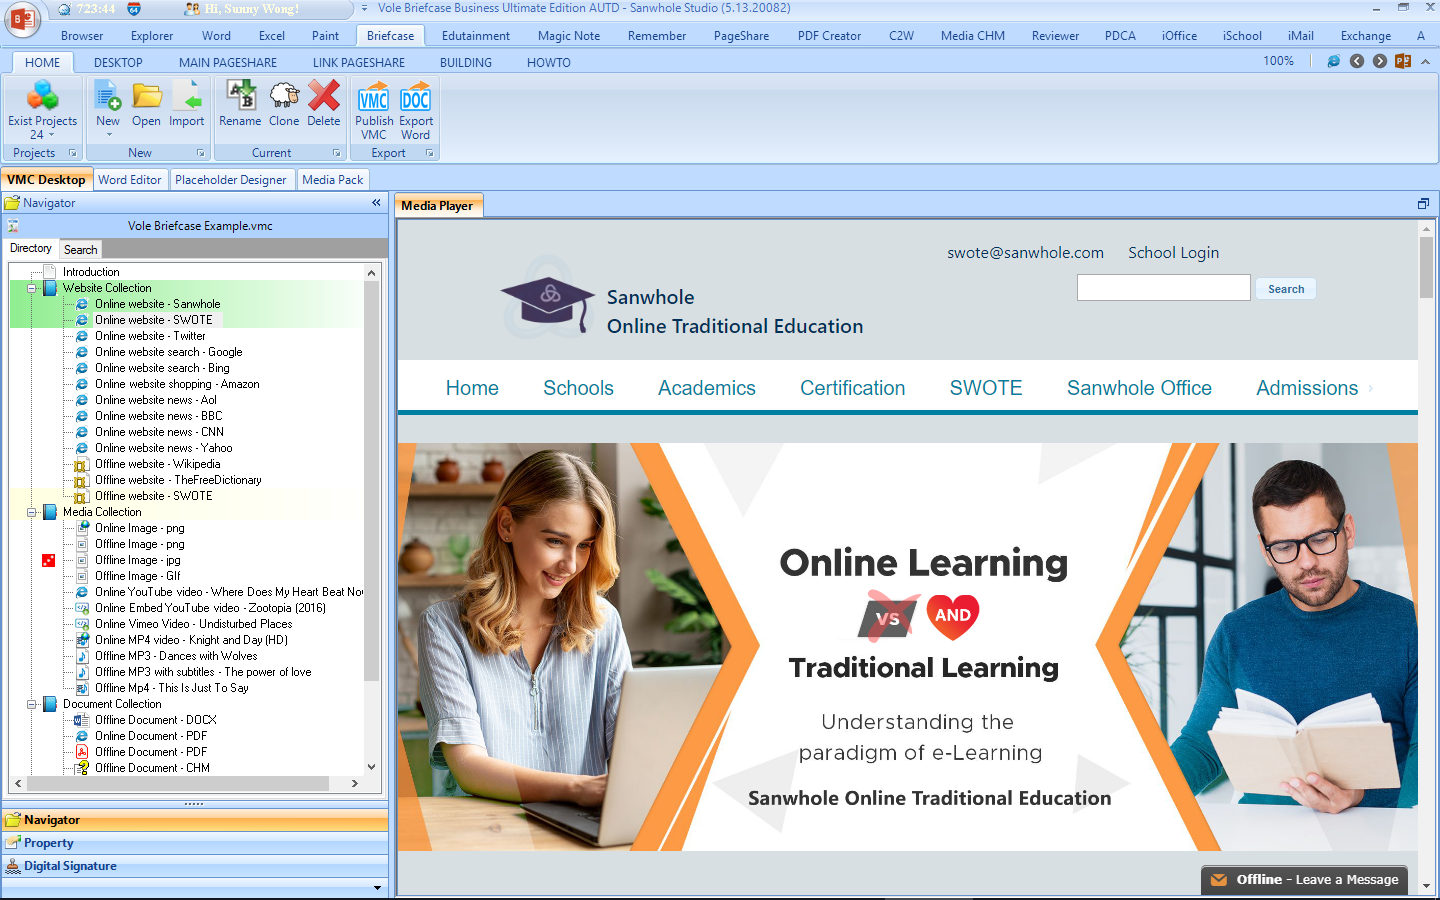 723:44 64 Hi, Sunny Wong! Vole Briefcase Business Ultimate Edition AUTD - Sanwhole Studio (5.13.20082)
Browser Explorer Word Excel Paint Briefcase Edutainment Magic Note Remember PageShare PDF Creator C2W Media CHM Reviewer PDCA iOffice iSchool iMail Exchange A
HOME DESKTOP MAIN PAGESHARE LINK PAGESHARE BUILDING HOWTO 100%
Exist Projects New Open Import Rename Clone Delete Publish Export
24 VMC Word
Projects New Current Export
VMC Desktop Word Editor Placeholder Designer Media Pack
Navigator
Vole Briefcase Example.vmc
Directory Search
Introduction
Website Collection
Online website - Sanwhole
Online website - SWOTE
Online website - Twitter
Online website search - Google
Online website search - Bing
Online website shopping - Amazon
Online website news - Aol
Online website news - BBC
Online website news - CNN
Online website news - Yahoo
Offline website - Wikipedia
Offline website - TheFreeDictionary
Offline website - SWOTE
Media Collection
Online Image - png
Offline Image - png
Offline Image - jpg
Offline Image - GIf
Online YouTube video - Where Does My Heart Beat Nov
Online Embed YouTube video - Zootopia (2016)
Online Vimeo Video - Undisturbed Places
Online MP4 video - Knight and Day (HD)
Offline MP3 - Dances with Wolves
Offline MP3 with subtitles - The power of love
Offline Mp4 - This Is Just To Say
Document Collection
Offline Document - DOCX
Online Document - PDF
Offline Document - PDF
Offline Document - CHM
Navigator
Property
Digital Signature
Media Player
swote@sanwhole.com School Login
Search
Sanwhole
Online Traditional Education
Home Schools Academics Certification SWOTE Sanwhole Office Admissions
Online Learning
VS AND
Traditional Learning
Understanding the
paradigm of e-Learning
Sanwhole Online Traditional Education
Offline - Leave a Message